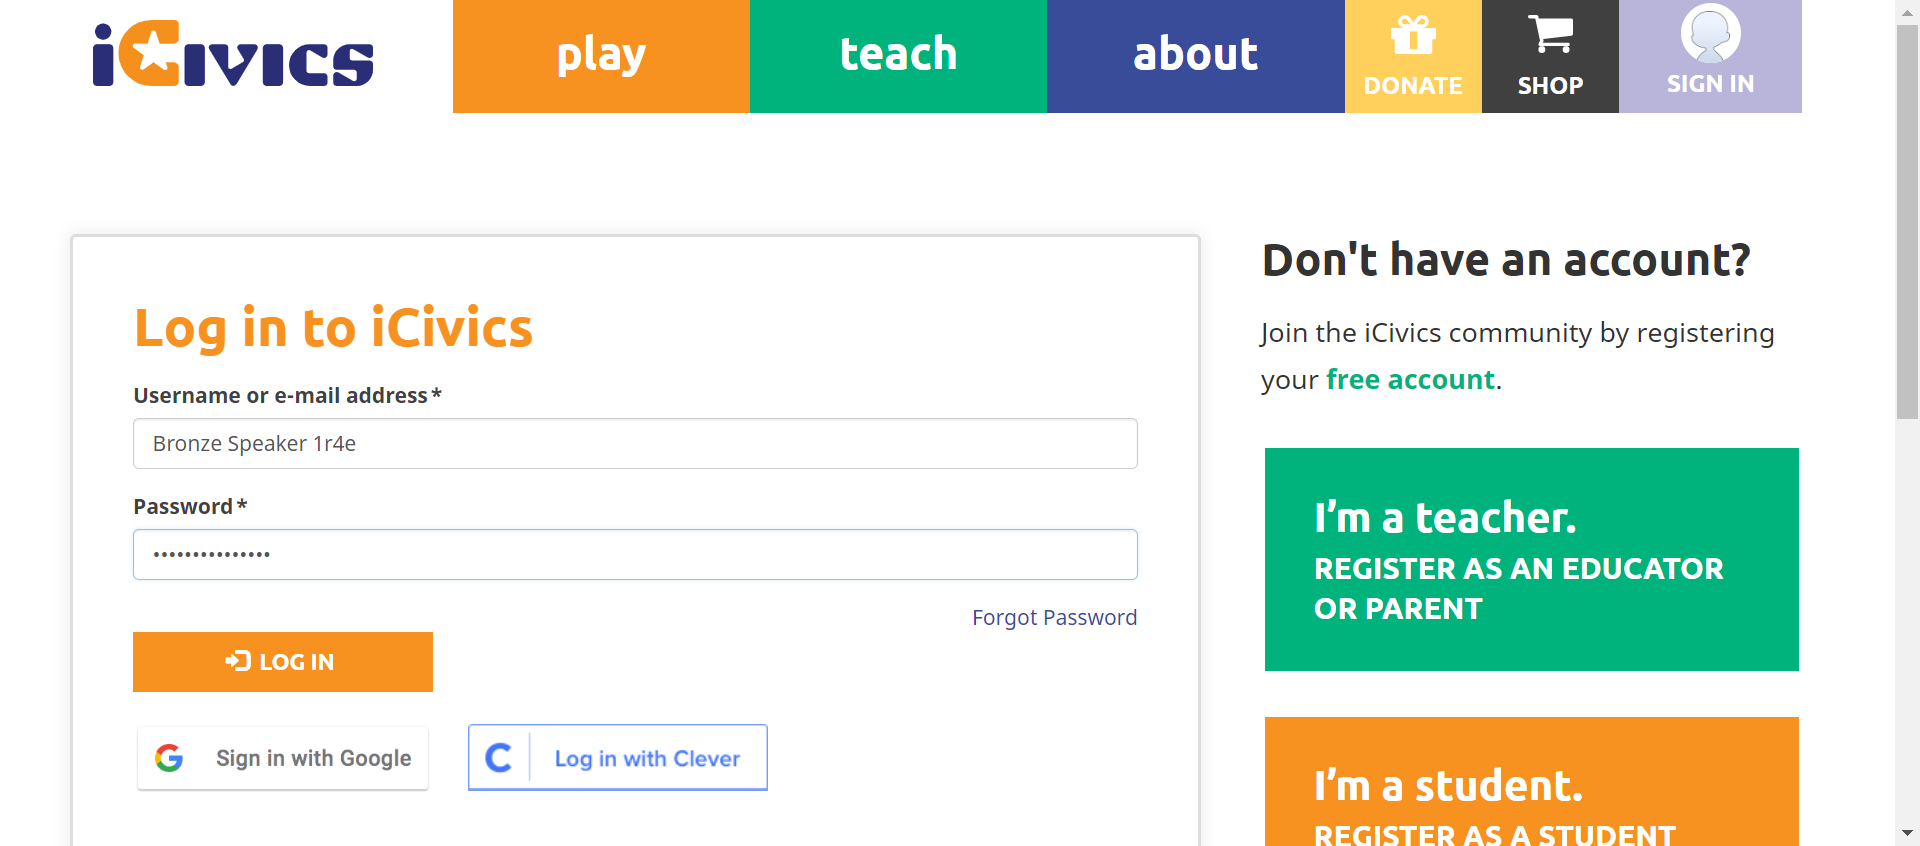 iCivics
play
teach
about
DONATE
SHOP
SIGN IN
Log in to iCivics
Username or e-mail address*
Bronze Speaker 1r4e
Password*
•••••••••••••••
Forgot Password
LOG IN
Sign in with Google
Log in with Clever
Don't have an account?
Join the iCivics community by registering
your free account.
I’m a teacher.
REGISTER AS AN EDUCATOR
OR PARENT
I’m a student.
REGISTER AS A STUDENT